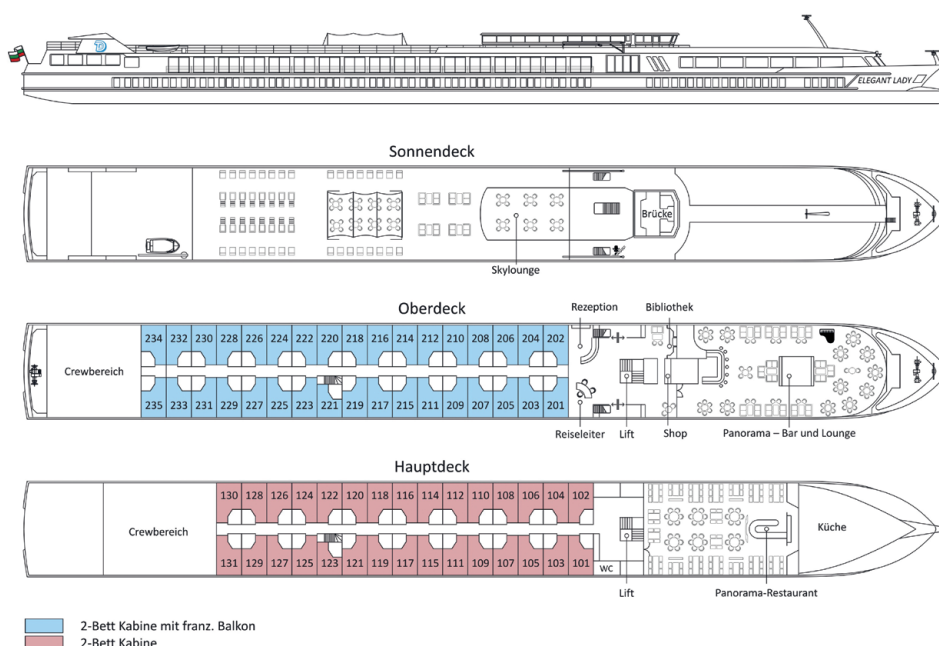 ELEGANT LADY
Sonnendeck
Brücke
Skylounge
Oberdeck
Rezeption
Bibliothek
234 232 230 228 226 224 222 220 218 216 214 212 210 208 206 204 202
Crewbereich
235 233 231 229 227 225 223 221 219 217 215 211 209 207 205 203 201
Reiseleiter
Lift
Shop
Panorama – Bar und Lounge
Hauptdeck
130 128 126 124 122 120 118 116 114 112 110 108 106 104 102
Crewbereich
Küche
131 129 127 125 123 121 119 117 115 111 109 107 105 103 101
WC
Lift
Panorama-Restaurant
2-Bett Kabine mit franz. Balkon
2-Bett Kabine